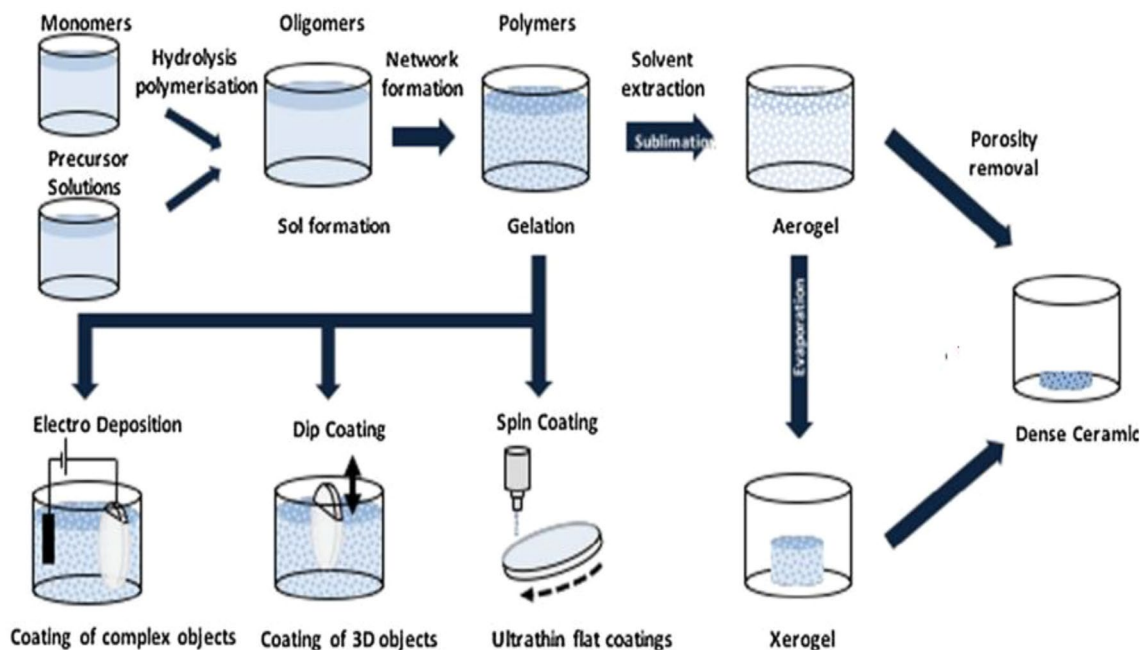 Monomers
Oligomers
Polymers
Hydrolysis
polymerisation
Network
formation
Solvent
extraction
Sublimation
Precursor
Solutions
Porosity
removal
Sol formation
Gelation
Aerogel
Evaporation
Electro Deposition
Dip Coating
Spin Coating
Dense Ceramic
Coating of complex objects
Coating of 3D objects
Ultrathin flat coatings
Xerogel